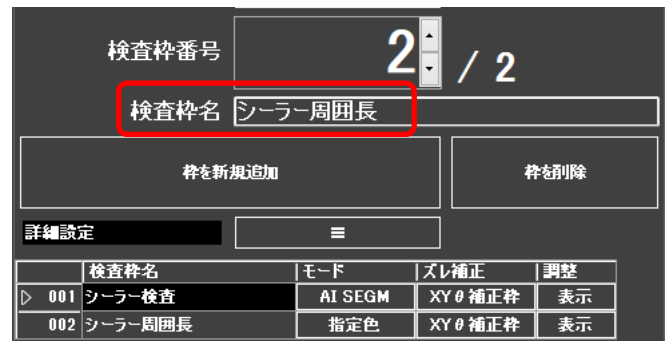 検査枠番号 2 / 2
検査枠名 シーラー周囲長
枠を新規追加 枠を削除
詳細設定 ≡
検査枠名 モード ズレ補正 調整
▷ 001 シーラー検査 AI SEGM XYθ補正枠 表示
002 シーラー周囲長 指定色 XYθ補正枠 表示